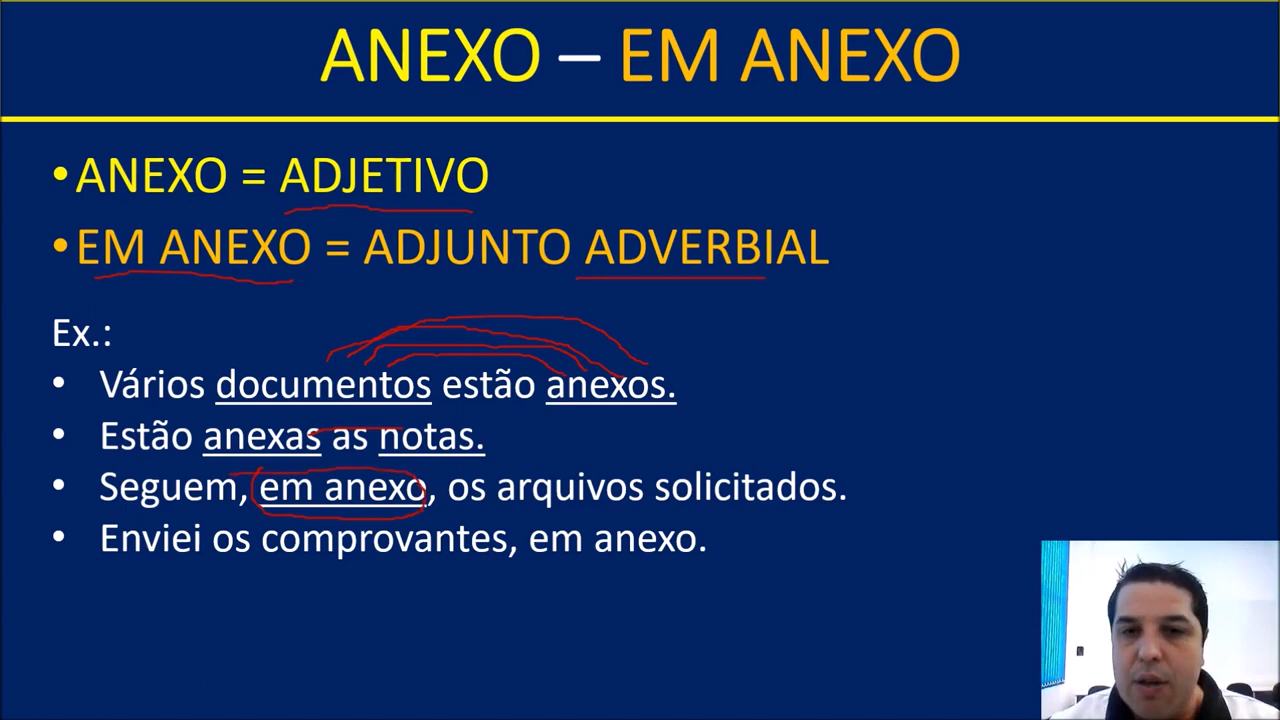 ANEXO – EM ANEXO
•ANEXO = ADJETIVO
•EM ANEXO = ADJUNTO ADVERBIAL
Ex.:
• Vários documentos estão anexos.
• Estão anexas as notas.
• Seguem, em anexo, os arquivos solicitados.
• Enviei os comprovantes, em anexo.